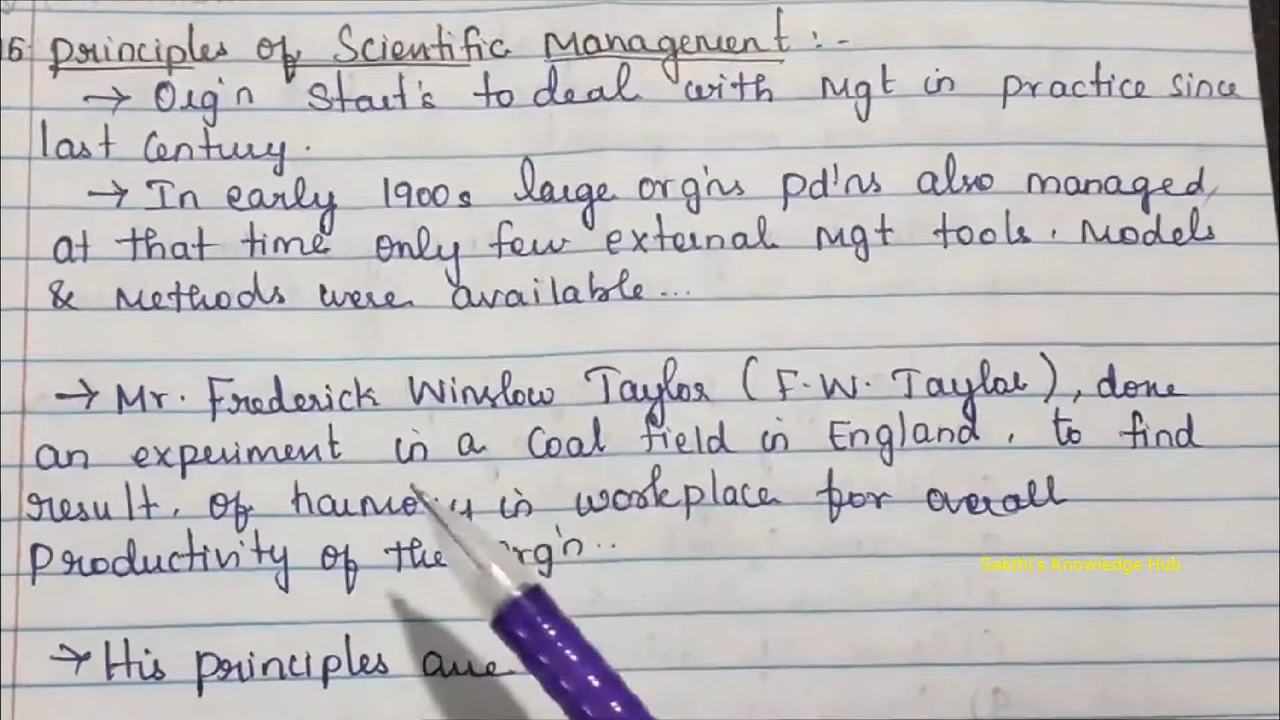 16. Principles of Scientific Management :-
→ Org'n Start's to deal with Mgt in practice since
last Century.
→ In early 1900s large orgn's pd'ns also managed,
at that time only few external Mgt tools, Models
& Methods were available...
→ Mr. Frederick Winslow Taylor (F.W. Taylor), done
an experiment in a Coal field in England, to find
result, of harmony in workplace for overall
Productivity of the org'n..
Sakthi's Knowledge Hub
→ His principles are